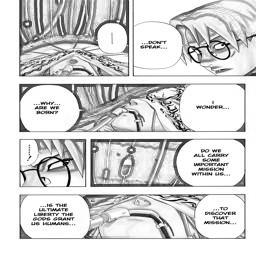 ...DON'T
SPEAK...
I
WONDER...
...WHY...
ARE WE
BORN?
DO WE
ALL CARRY
SOME
IMPORTANT
MISSION
WITHIN US...
...TO
DISCOVER
THAT
MISSION...
...IS THE
ULTIMATE
LIBERTY THE
GODS GRANT
US HUMANS...